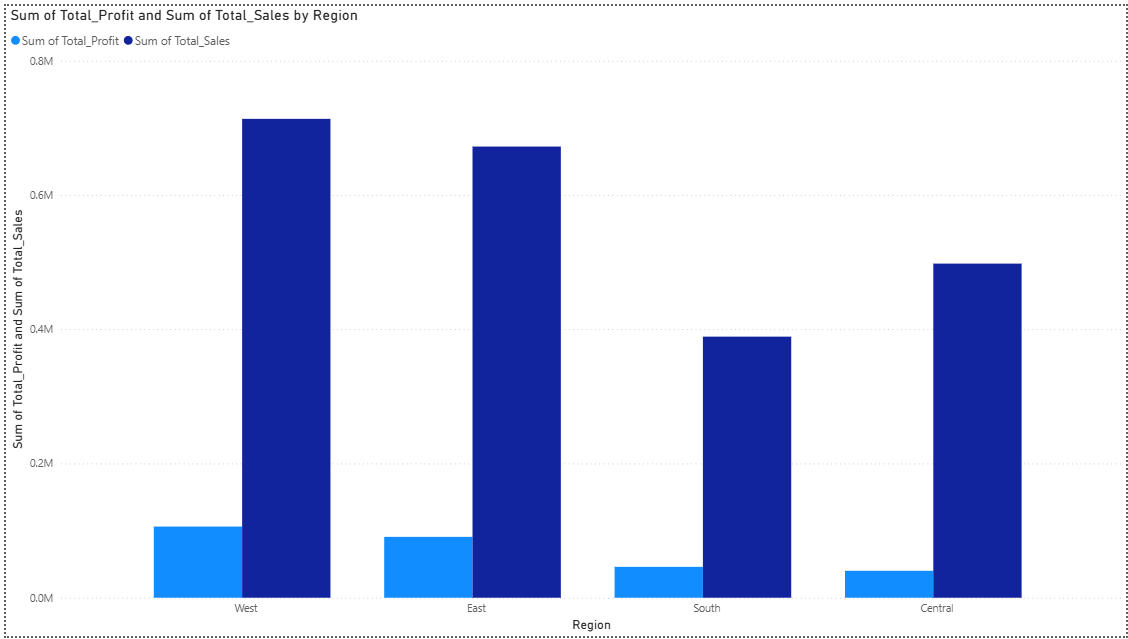 Sum of Total_Profit and Sum of Total_Sales by Region
Sum of Total_Profit Sum of Total_Sales
0.8M
0.6M
0.4M
0.2M
0.0M
Sum of Total_Profit and Sum of Total_Sales
West East South Central
Region